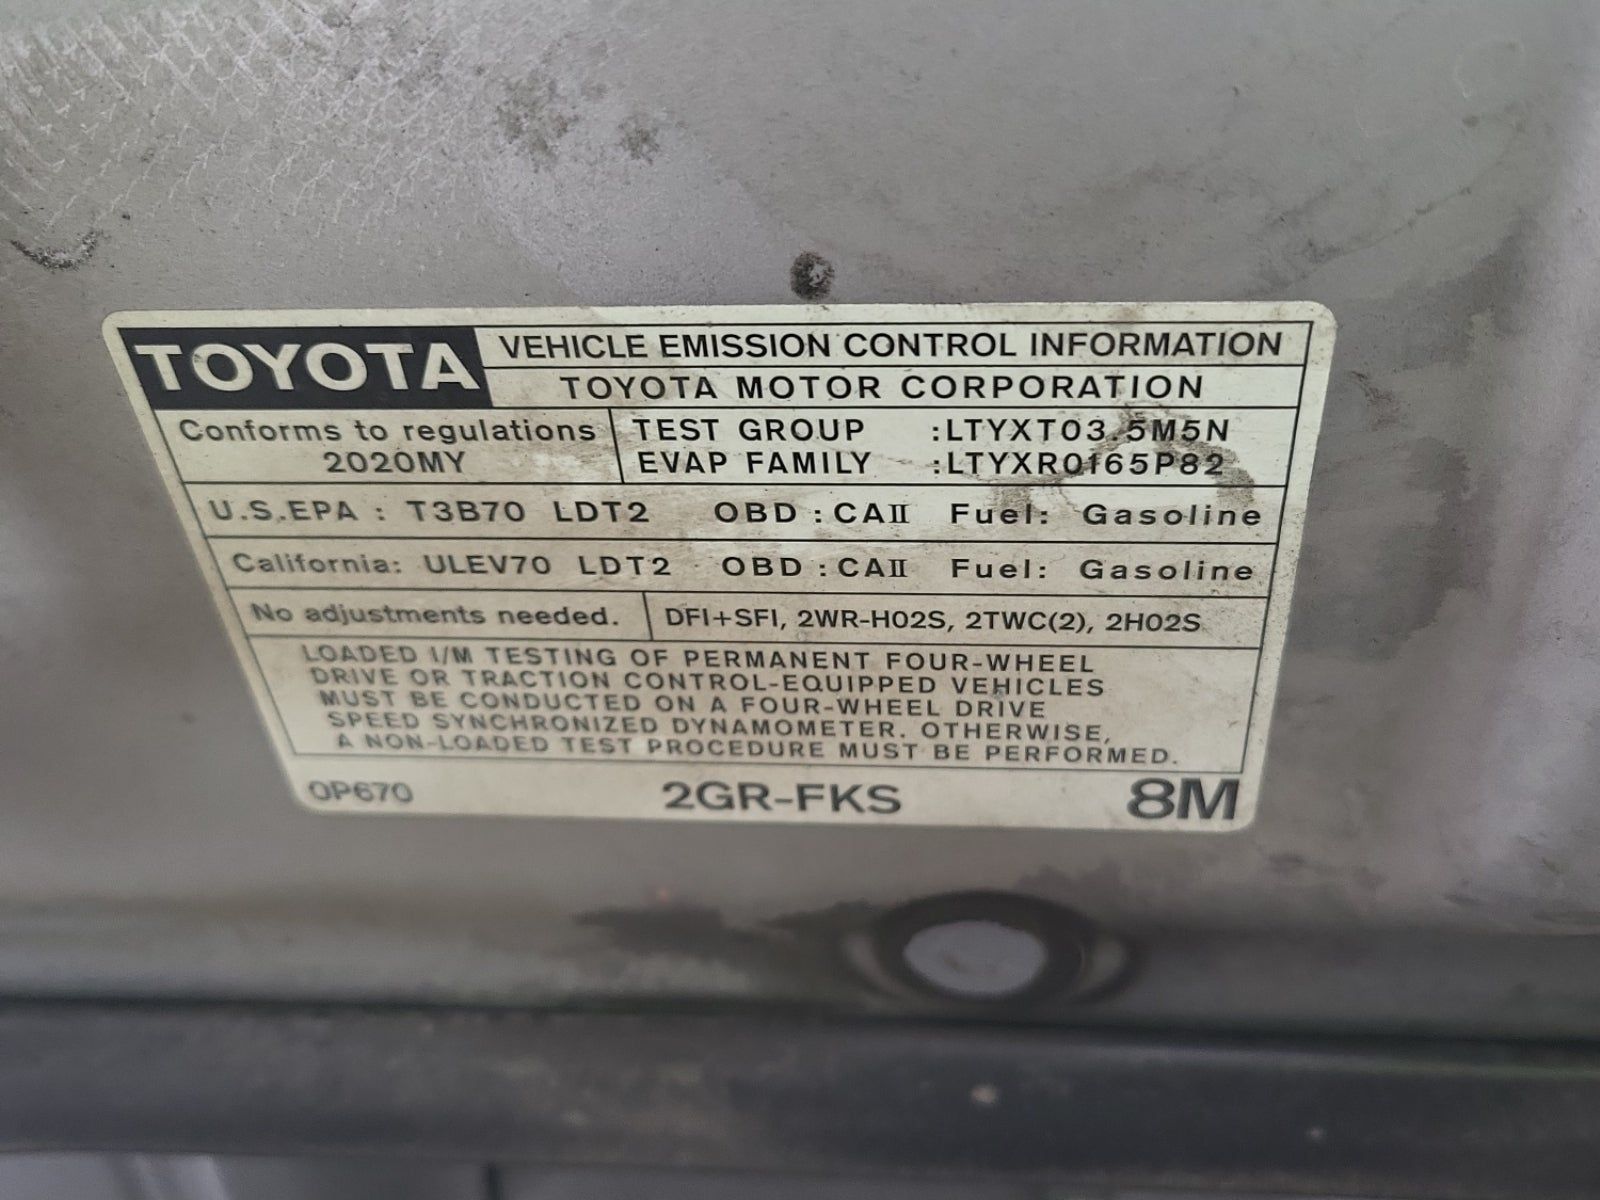 TOYOTA
VEHICLE EMISSION CONTROL INFORMATION
TOYOTA MOTOR CORPORATION
Conforms to regulations
2020MY
TEST GROUP :LTYXT03.5M5N
EVAP FAMILY :LTYXR0165P82
U.S.EPA : T3B70 LDT2 OBD : CAII Fuel: Gasoline
California: ULEV70 LDT2 OBD : CAII Fuel: Gasoline
No adjustments needed.
DFI+SFI, 2WR-HO2S, 2TWC(2), 2HO2S
LOADED I/M TESTING OF PERMANENT FOUR-WHEEL
DRIVE OR TRACTION CONTROL-EQUIPPED VEHICLES
MUST BE CONDUCTED ON A FOUR-WHEEL DRIVE
SPEED SYNCHRONIZED DYNAMOMETER. OTHERWISE,
A NON-LOADED TEST PROCEDURE MUST BE PERFORMED.
0P670 2GR-FKS 8M